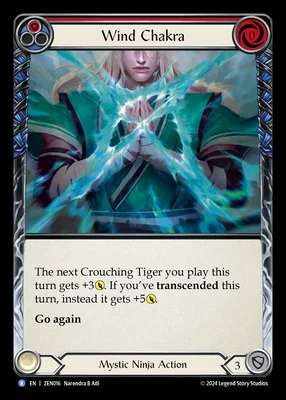 Wind Chakra
The next Crouching Tiger you play this
turn gets +3. If you've transcended this
turn, instead it gets +5.
Go again
Mystic Ninja Action
3
R EN | ZEN016 Narendra B Adi
© 2024 Legend Story Studios